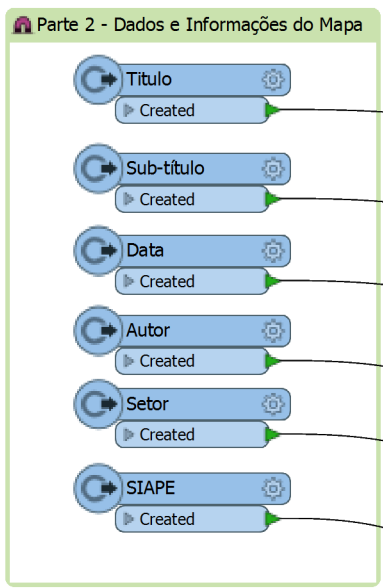 Parte 2 - Dados e Informações do Mapa
Titulo
Created
Sub-título
Created
Data
Created
Autor
Created
Setor
Created
SIAPE
Created